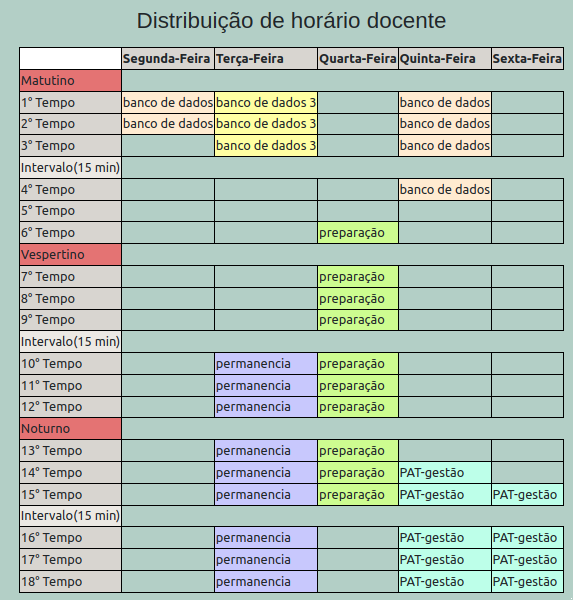 Distribuição de horário docente
Segunda-Feira Terça-Feira Quarta-Feira Quinta-Feira Sexta-Feira
Matutino
1° Tempo banco de dados banco de dados 3 banco de dados
2° Tempo banco de dados banco de dados 3 banco de dados
3° Tempo banco de dados 3 banco de dados
Intervalo(15 min)
4° Tempo banco de dados
5° Tempo
6° Tempo preparação
Vespertino
7° Tempo preparação
8° Tempo preparação
9° Tempo preparação
Intervalo(15 min)
10° Tempo permanencia preparação
11° Tempo permanencia preparação
12° Tempo permanencia preparação
Noturno
13° Tempo permanencia preparação
14° Tempo permanencia preparação PAT-gestão
15° Tempo permanencia preparação PAT-gestão PAT-gestão
Intervalo(15 min)
16° Tempo permanencia PAT-gestão PAT-gestão
17° Tempo permanencia PAT-gestão PAT-gestão
18° Tempo permanencia PAT-gestão PAT-gestão